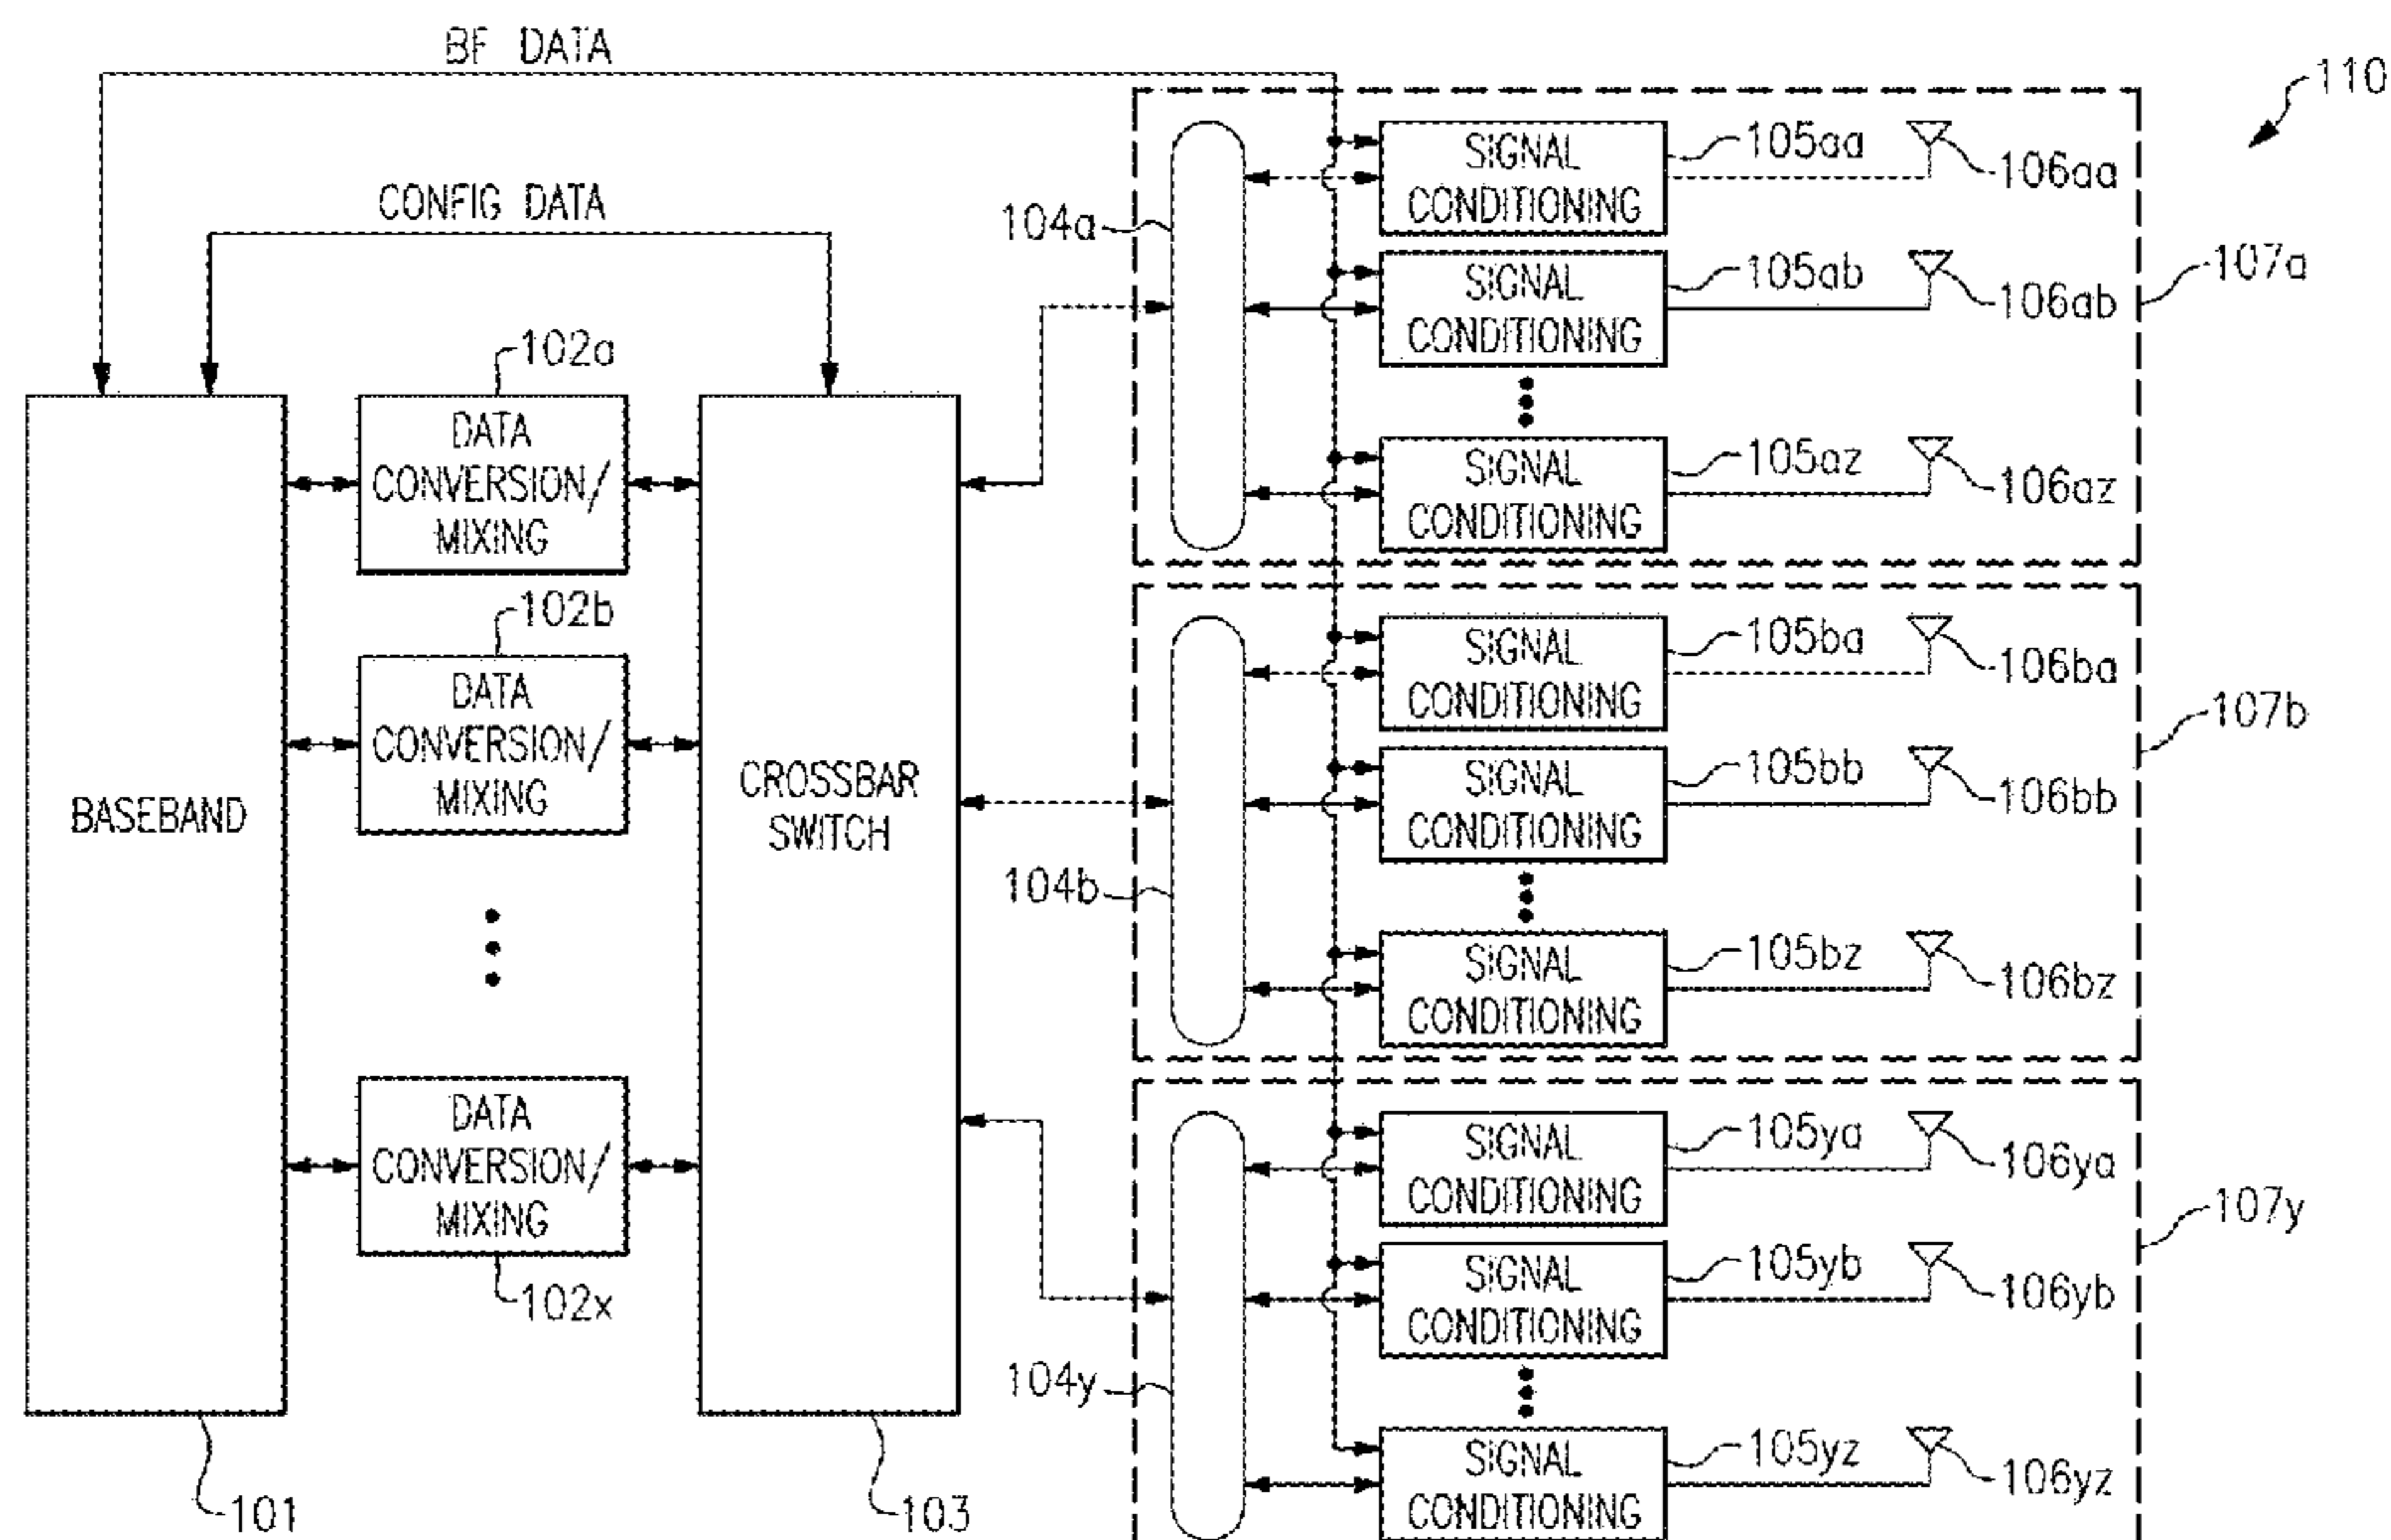 BF DATA
110
CONFIG DATA
SIGNAL
CONDITIONING
105aa
106aa
104a
SIGNAL
CONDITIONING
105ab
106ab
107a
102a
DATA
CONVERSION/
MIXING
SIGNAL
CONDITIONING
105az
106az
102b
DATA
CONVERSION/
MIXING
SIGNAL
CONDITIONING
105ba
106ba
107b
BASEBAND
CROSSBAR
SWITCH
SIGNAL
CONDITIONING
105bb
106bb
104b
SIGNAL
CONDITIONING
105bz
106bz
DATA
CONVERSION/
MIXING
102x
SIGNAL
CONDITIONING
105ya
106ya
107y
SIGNAL
CONDITIONING
105yb
106yb
104y
SIGNAL
CONDITIONING
105yz
106yz
101
103